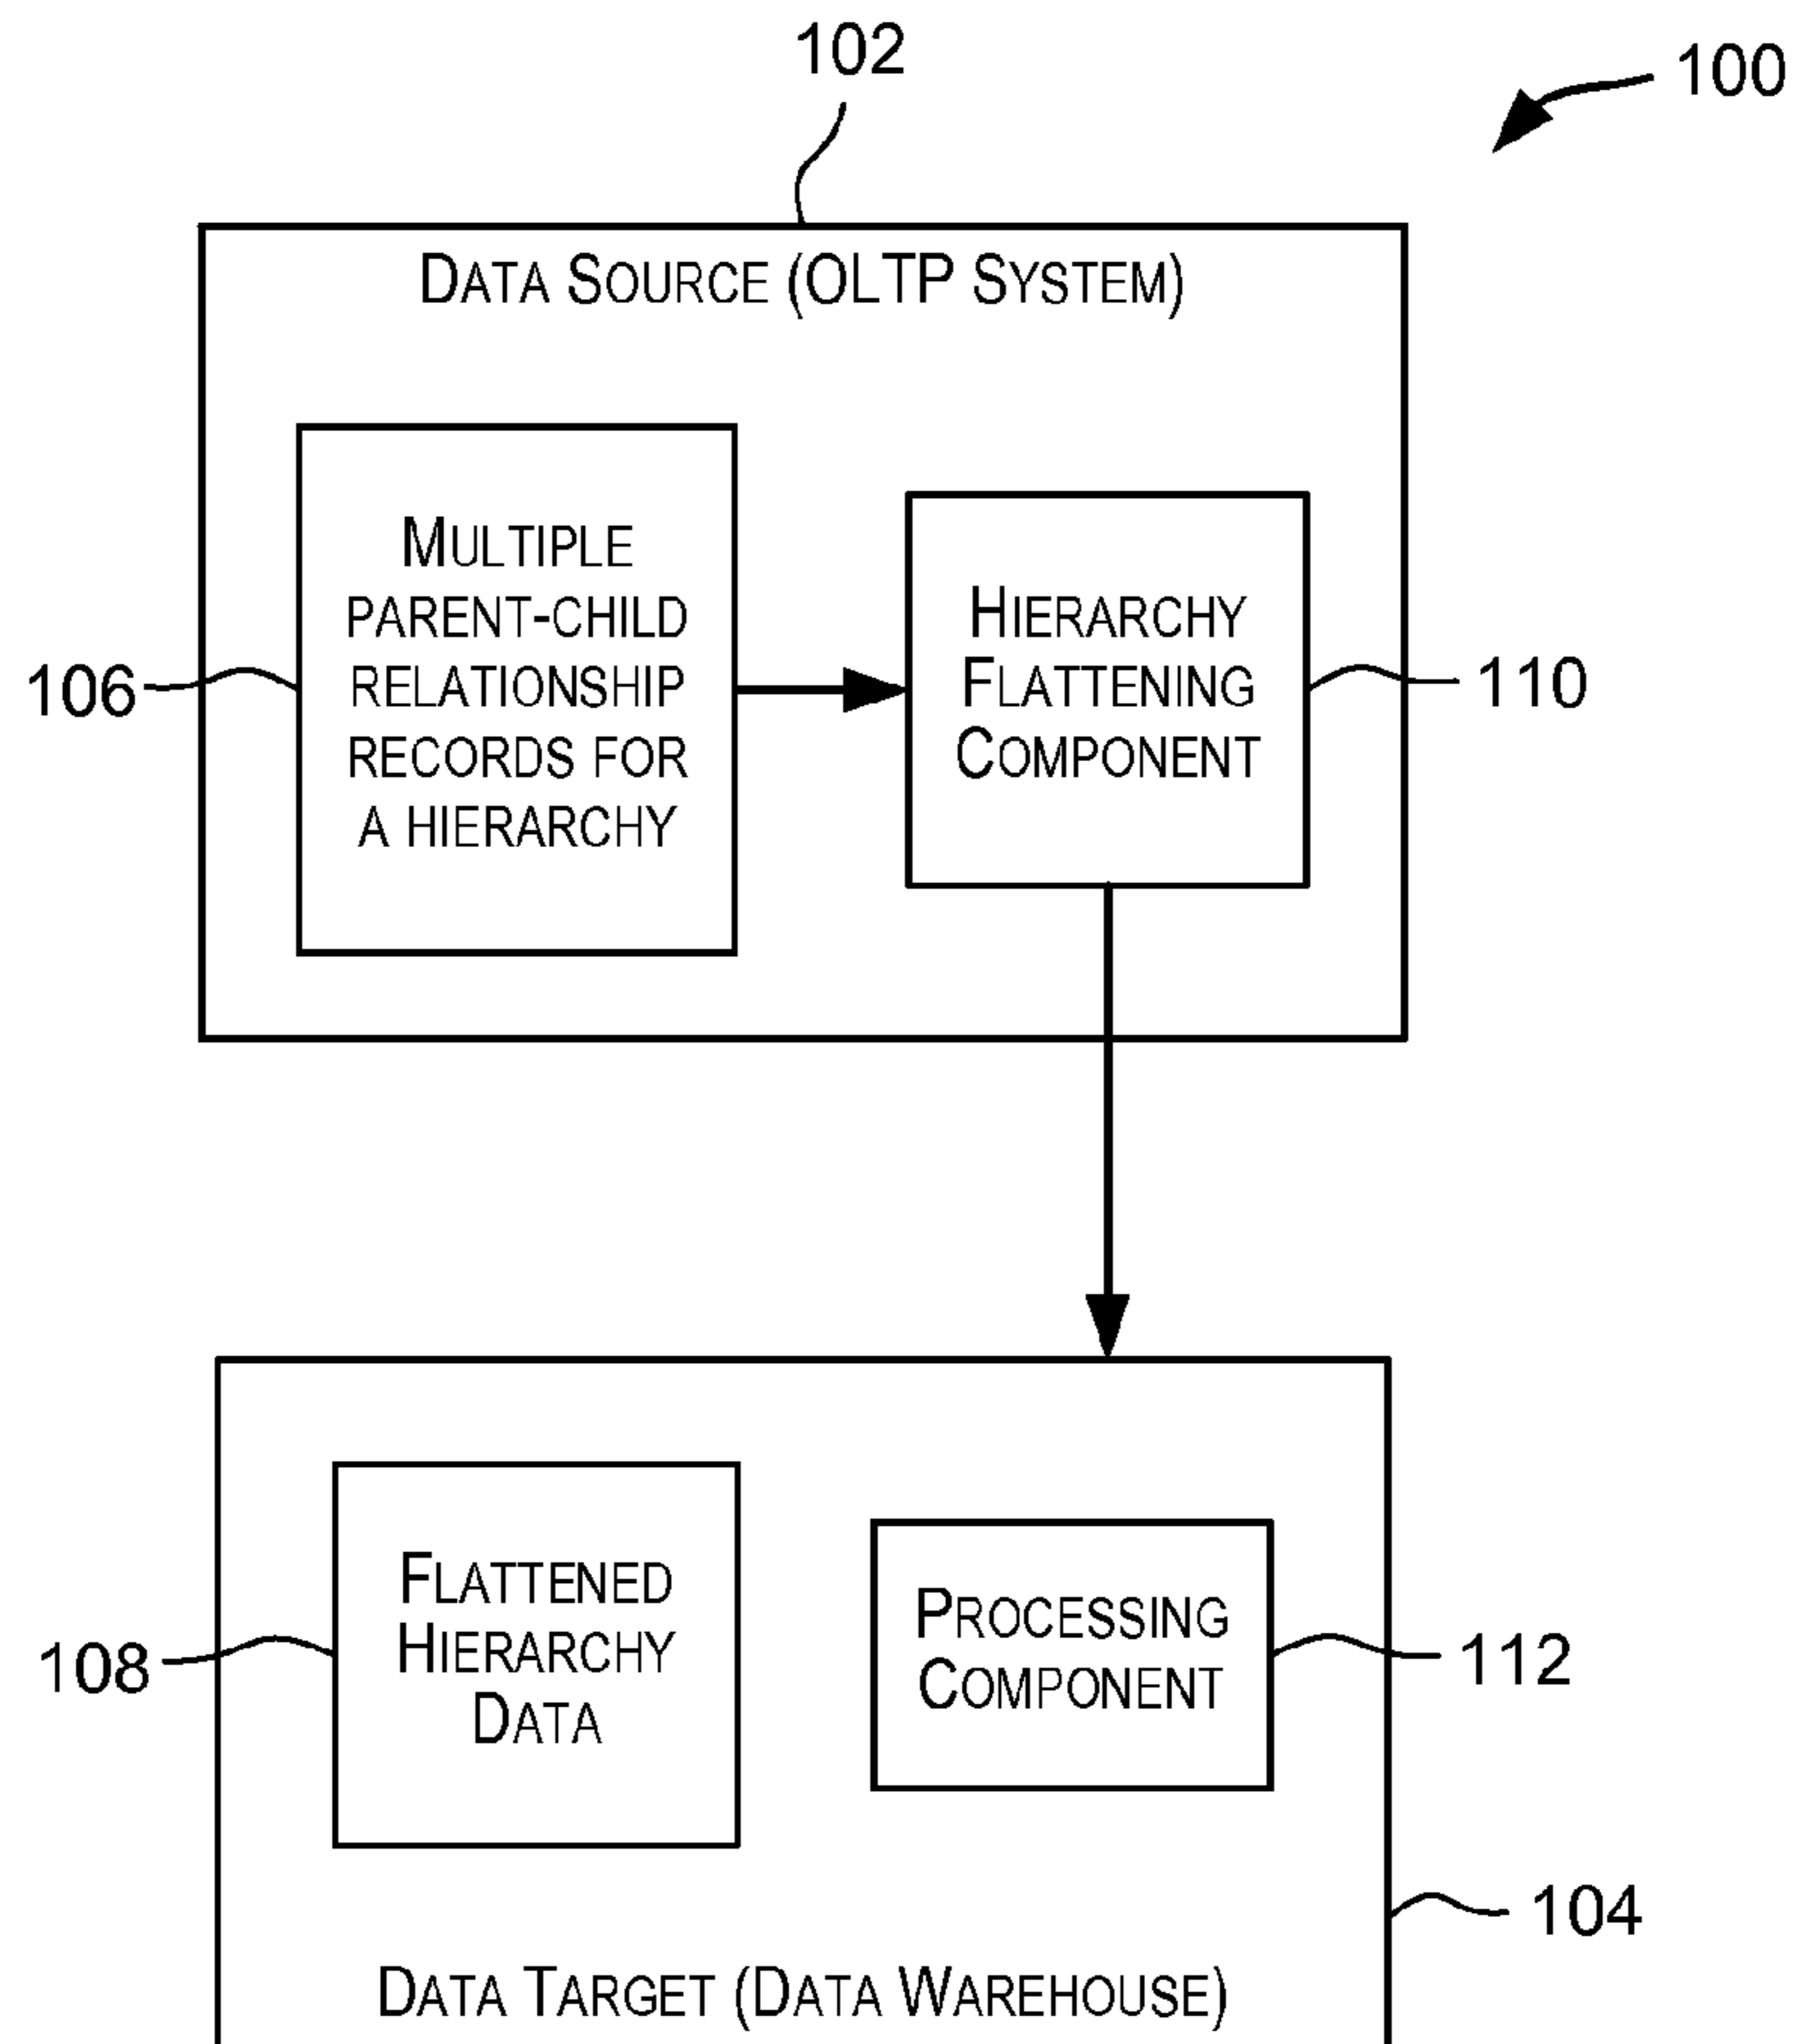 102
100
DATA SOURCE (OLTP SYSTEM)
MULTIPLE
PARENT-CHILD
RELATIONSHIP
RECORDS FOR
A HIERARCHY
HIERARCHY
FLATTENING
COMPONENT
106
110
FLATTENED
HIERARCHY
DATA
PROCESSING
COMPONENT
108
112
104
DATA TARGET (DATA WAREHOUSE)